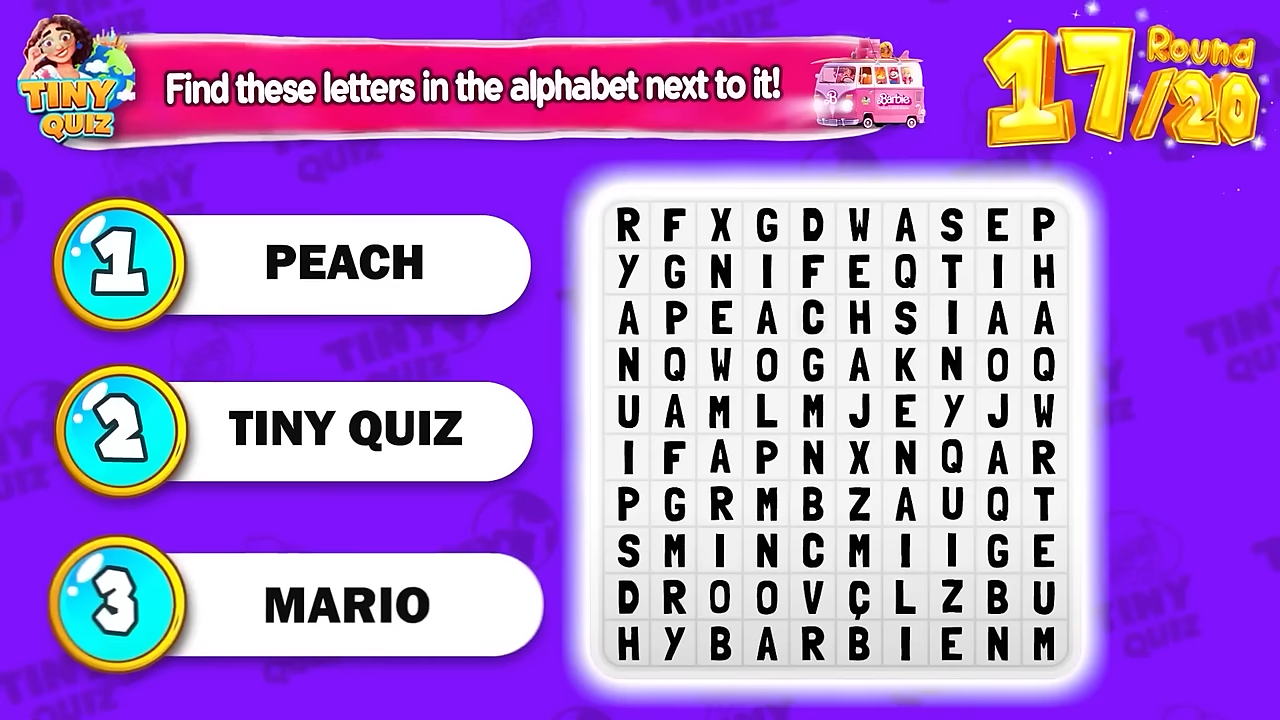 TINY
QUIZ
Find these letters in the alphabet next to it!
B Barbie
Round
17/20
1 PEACH
2 TINY QUIZ
3 MARIO
R F X G D W A S E P
Y G N I F E Q T I H
A P E A C H S I A A
N Q W O G A K N O Q
U A M L M J E Y J W
I F A P N X N Q A R
P G R M B Z A U Q T
S M I N C M I I G E
D R O O V Ç L Z B U
H Y B A R B I E N M